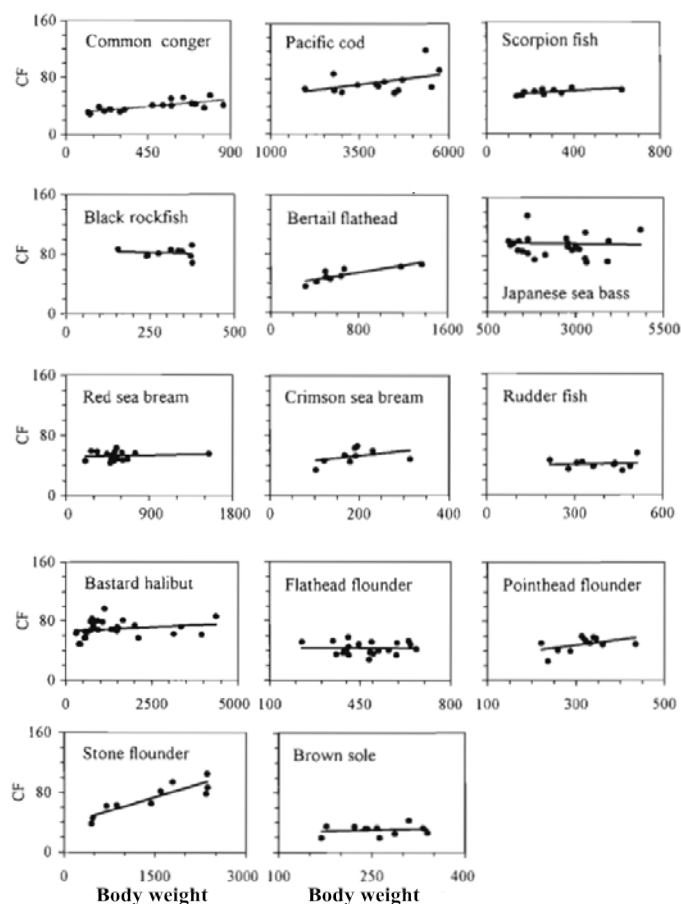 160
Common conger
Pacific cod
Scorpion fish
CF
80
0
0 450 900
1000 3500 6000
0 400 800
160
Black rockfish
Bertail flathead
Japanese sea bass
CF
80
0
0 250 500
0 800 1600
500 3000 5500
160
Red sea bream
Crimson sea bream
Rudder fish
CF
80
0
0 900 1800
0 200 400
0 300 600
160
Bastard halibut
Flathead flounder
Pointhead flounder
CF
80
0
0 2500 5000
100 450 800
100 300 500
160
Stone flounder
Brown sole
CF
80
0
0 1500 3000
100 250 400
Body weight
Body weight